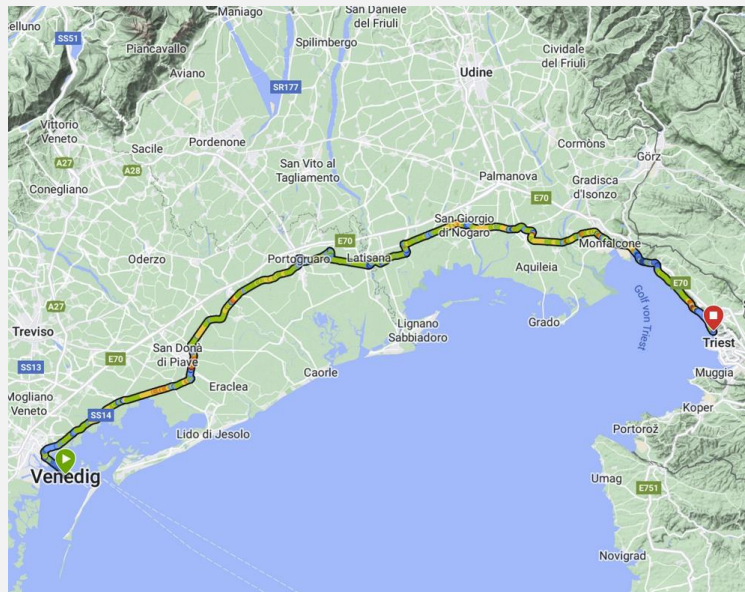 elluno
SS51
Maniago
San Daniele
del Friuli
Piancavallo
Spilimbergo
Cividale
del Friuli
Aviano
Udine
SR177
Vittorio
Veneto
A27
Sacile
A28
Pordenone
Cormòns
Görz
San Vito al
Tagliamento
Conegliano
Palmanova
Gradisca
d'Isonzo
E70
San Giorgio
di Nogaro
E70
Monfalcone
Oderzo
Portogruaro
Latisana
Aquileia
E70
A27
Golf von Triest
Treviso
Lignano
Sabbiadoro
Grado
Triest
San Donà
di Piave
E70
SS13
Muggia
Caorle
Eraclea
Mogliano
Veneto
SS14
Koper
Lido di Jesolo
Portorož
Venedig
Umag
E751
Novigrad